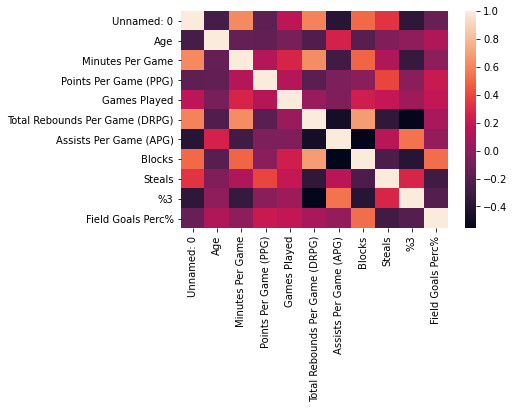 Unnamed: 0
Age
Minutes Per Game
Points Per Game (PPG)
Games Played
Total Rebounds Per Game (DRPG)
Assists Per Game (APG)
Blocks
Steals
%3
Field Goals Perc%
Unnamed: 0
Age
Minutes Per Game
Points Per Game (PPG)
Games Played
Total Rebounds Per Game (DRPG)
Assists Per Game (APG)
Blocks
Steals
%3
Field Goals Perc%
1.0
0.8
0.6
0.4
0.2
0.0
−0.2
−0.4